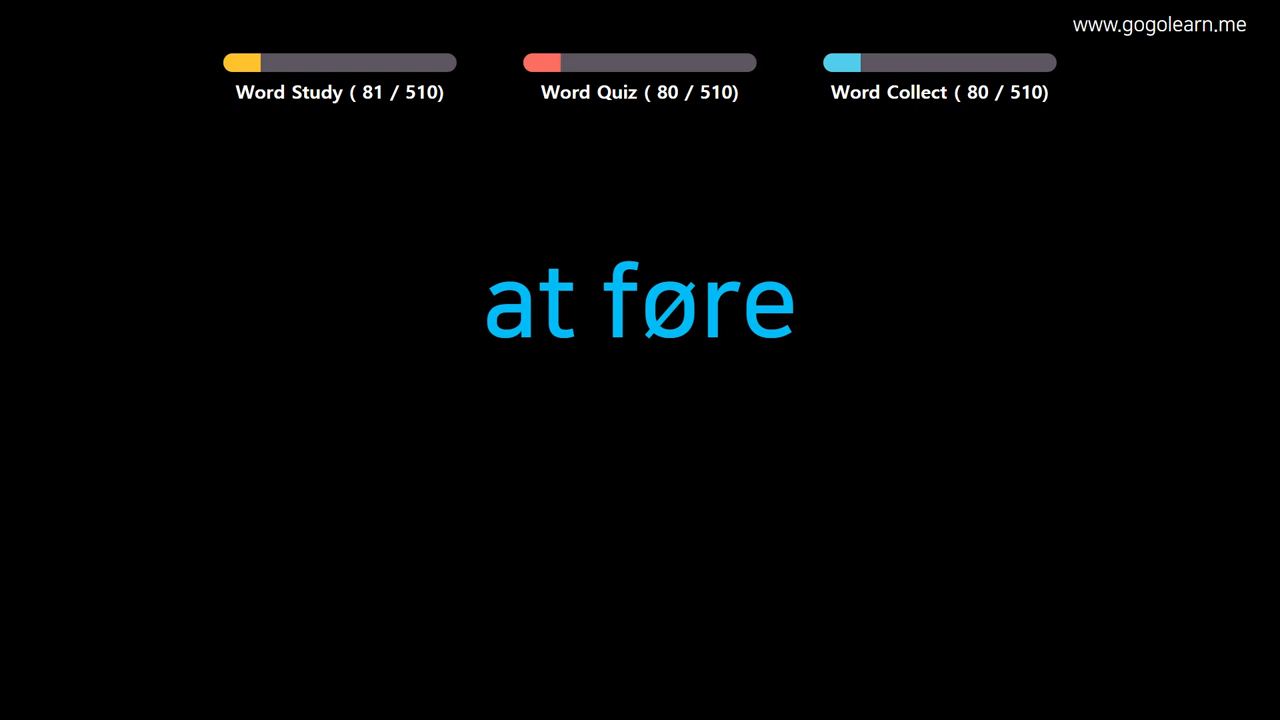 www.gogolearn.me
Word Study ( 81 / 510)
Word Quiz ( 80 / 510)
Word Collect ( 80 / 510)
at føre